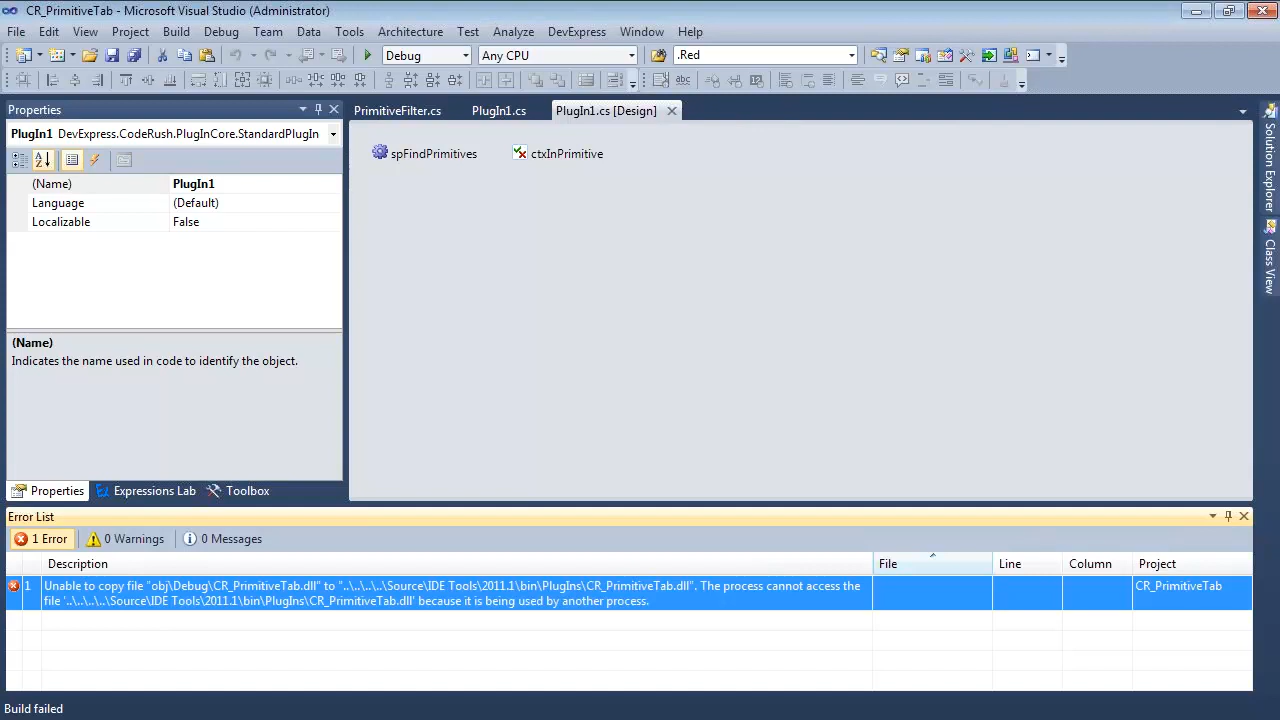 CR_PrimitiveTab - Microsoft Visual Studio (Administrator)
File Edit View Project Build Debug Team Data Tools Architecture Test Analyze DevExpress Window Help
Debug Any CPU .Red
Properties
PrimitiveFilter.cs PlugIn1.cs PlugIn1.cs [Design]
PlugIn1 DevExpress.CodeRush.PlugInCore.StandardPlugIn
spFindPrimitives ctxInPrimitive
(Name) PlugIn1
Language (Default)
Localizable False
(Name)
Indicates the name used in code to identify the object.
Properties Expressions Lab Toolbox
Solution Explorer
Class View
Error List
1 Error 0 Warnings 0 Messages
Description File Line Column Project
1 Unable to copy file "obj\Debug\CR_PrimitiveTab.dll" to "..\..\..\..\Source\IDE Tools\2011.1\bin\PlugIns\CR_PrimitiveTab.dll". The process cannot access the CR_PrimitiveTab
file '..\..\..\..\Source\IDE Tools\2011.1\bin\PlugIns\CR_PrimitiveTab.dll' because it is being used by another process.
Build failed